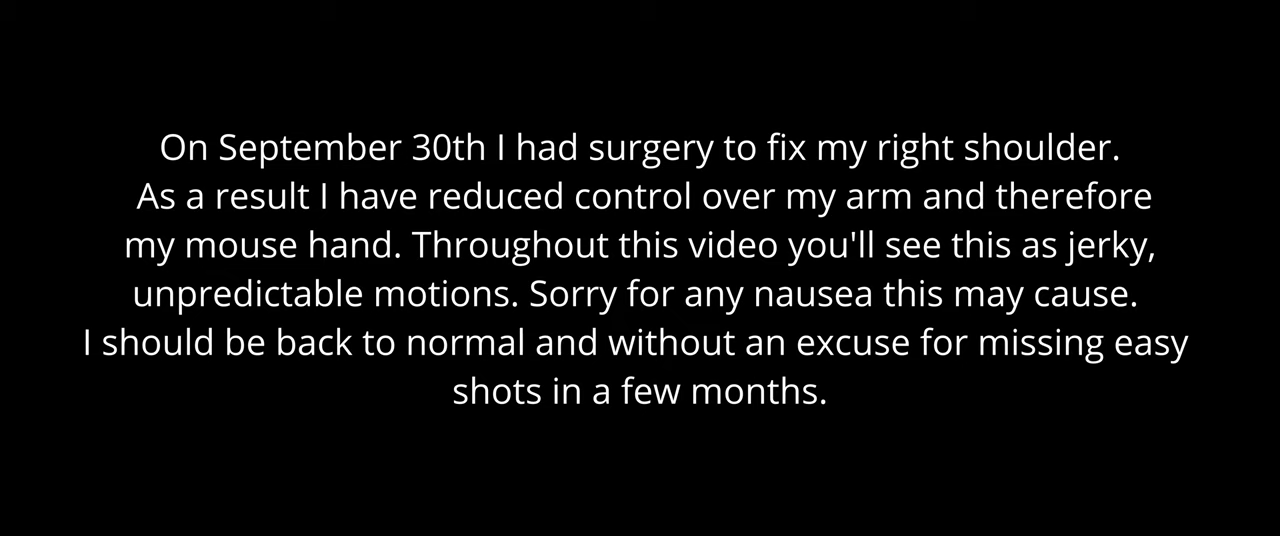 On September 30th I had surgery to fix my right shoulder.
As a result I have reduced control over my arm and therefore
my mouse hand. Throughout this video you'll see this as jerky,
unpredictable motions. Sorry for any nausea this may cause.
I should be back to normal and without an excuse for missing easy
shots in a few months.